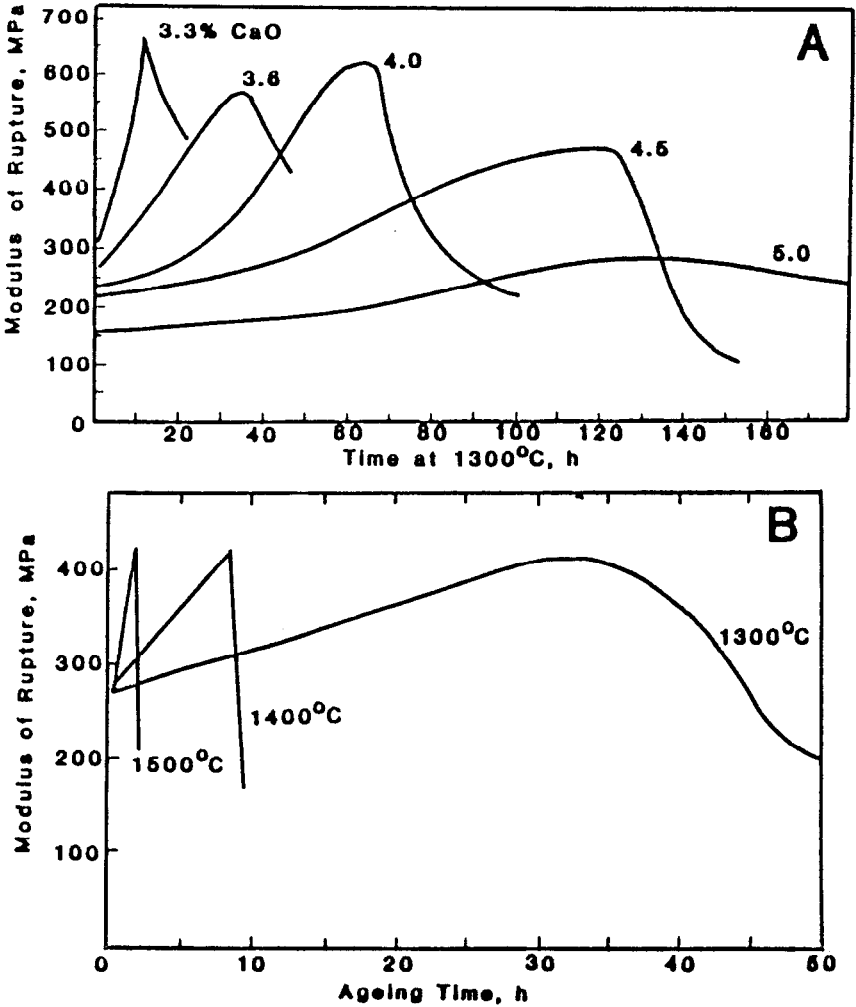 A
Modulus of Rupture, MPa
700
600
500
400
300
200
100
0
3.3% CaO
3.6
4.0
4.5
5.0
20 40 60 80 100 120 140 160
Time at 1300°C, h
B
Modulus of Rupture, MPa
400
300
200
100
1500°C
1400°C
1300°C
0 10 20 30 40 50
Ageing Time, h